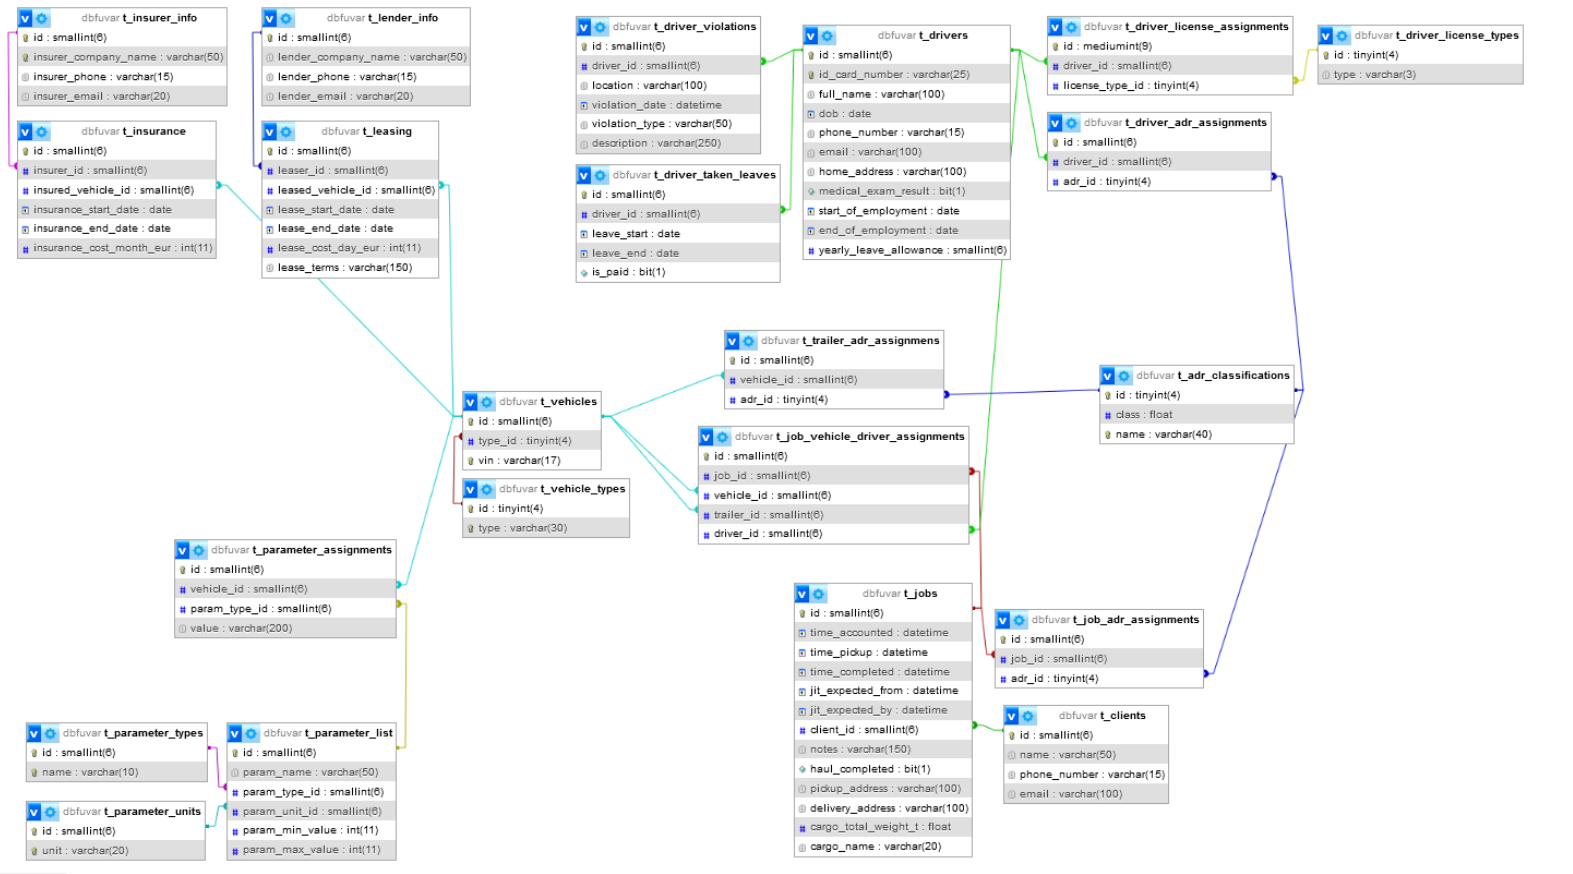 dbfuvar t_insurer_info
id : smallint(6)
insurer_company_name : varchar(50)
insurer_phone : varchar(15)
insurer_email : varchar(20)
dbfuvar t_lender_info
id : smallint(6)
lender_company_name : varchar(50)
lender_phone : varchar(15)
lender_email : varchar(20)
dbfuvar t_insurance
id : smallint(6)
insurer_id : smallint(6)
insured_vehicle_id : smallint(6)
insurance_start_date : date
insurance_end_date : date
insurance_cost_month_eur : int(11)
dbfuvar t_leasing
id : smallint(6)
leaser_id : smallint(6)
leased_vehicle_id : smallint(6)
lease_start_date : date
lease_end_date : date
lease_cost_day_eur : int(11)
lease_terms : varchar(150)
dbfuvar t_driver_violations
id : smallint(6)
driver_id : smallint(6)
location : varchar(100)
violation_date : datetime
violation_type : varchar(50)
description : varchar(250)
dbfuvar t_driver_taken_leaves
id : smallint(6)
driver_id : smallint(6)
leave_start : date
leave_end : date
is_paid : bit(1)
dbfuvar t_drivers
id : smallint(6)
id_card_number : varchar(25)
full_name : varchar(100)
dob : date
phone_number : varchar(15)
email : varchar(100)
home_address : varchar(100)
medical_exam_result : bit(1)
start_of_employment : date
end_of_employment : date
yearly_leave_allowance : smallint(6)
dbfuvar t_driver_license_assignments
id : mediumint(9)
driver_id : smallint(6)
license_type_id : tinyint(4)
dbfuvar t_driver_license_types
id : tinyint(4)
type : varchar(3)
dbfuvar t_driver_adr_assignments
id : smallint(6)
driver_id : smallint(6)
adr_id : tinyint(4)
dbfuvar t_trailer_adr_assignmens
id : smallint(6)
vehicle_id : smallint(6)
adr_id : tinyint(4)
dbfuvar t_adr_classifications
id : tinyint(4)
class : float
name : varchar(40)
dbfuvar t_vehicles
id : smallint(6)
type_id : tinyint(4)
vin : varchar(17)
dbfuvar t_vehicle_types
id : tinyint(4)
type : varchar(30)
dbfuvar t_job_vehicle_driver_assignments
id : smallint(6)
job_id : smallint(6)
vehicle_id : smallint(6)
trailer_id : smallint(6)
driver_id : smallint(6)
dbfuvar t_parameter_assignments
id : smallint(6)
vehicle_id : smallint(6)
param_type_id : smallint(6)
value : varchar(200)
dbfuvar t_jobs
id : smallint(6)
time_accounted : datetime
time_pickup : datetime
time_completed : datetime
jit_expected_from : datetime
jit_expected_by : datetime
client_id : smallint(6)
notes : varchar(150)
haul_completed : bit(1)
pickup_address : varchar(100)
delivery_address : varchar(100)
cargo_total_weight_t : float
cargo_name : varchar(20)
dbfuvar t_job_adr_assignments
id : smallint(6)
job_id : smallint(6)
adr_id : tinyint(4)
dbfuvar t_clients
id : smallint(6)
name : varchar(50)
phone_number : varchar(15)
email : varchar(100)
dbfuvar t_parameter_types
id : smallint(6)
name : varchar(10)
dbfuvar t_parameter_units
id : smallint(6)
unit : varchar(20)
dbfuvar t_parameter_list
id : smallint(6)
param_name : varchar(50)
param_type_id : smallint(6)
param_unit_id : smallint(6)
param_min_value : int(11)
param_max_value : int(11)